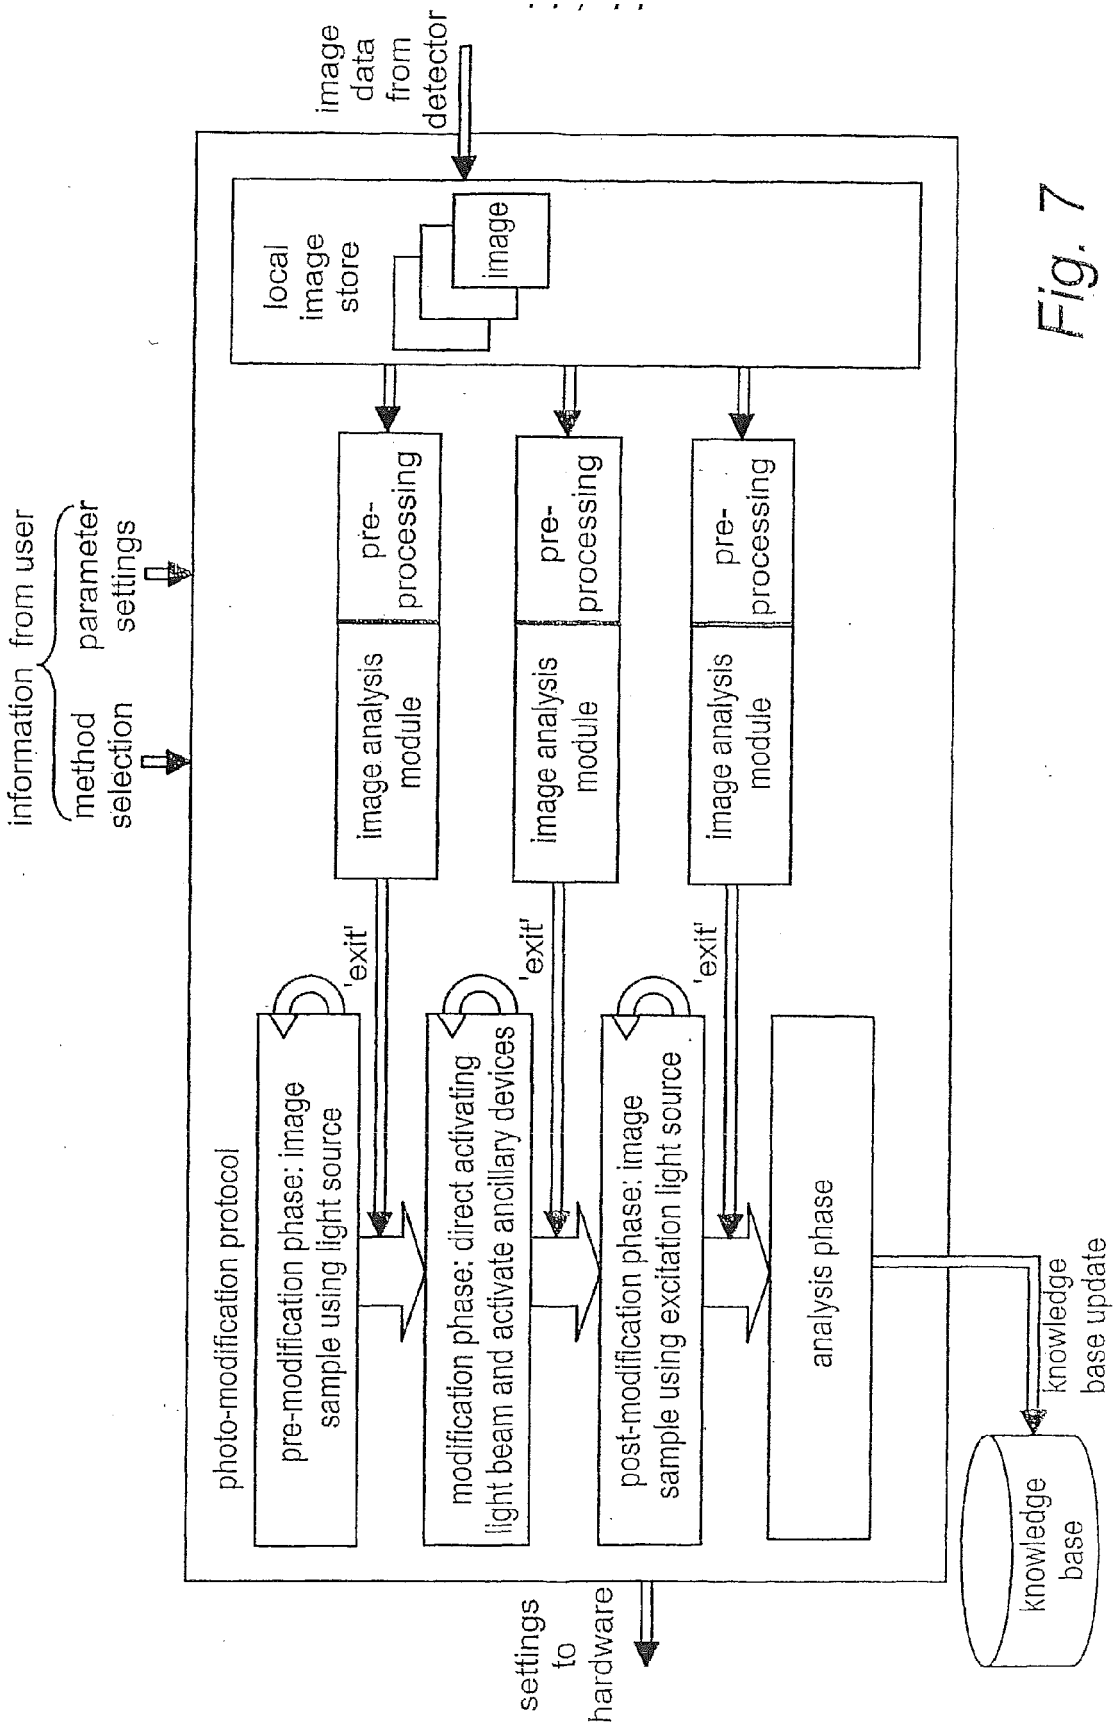 information from user
method
selection
parameter
settings
image
data
from
detector
photo-modification protocol
pre-modification phase: image
sample using light source
'exit'
image analysis
module
pre-
processing
local
image
store
image
modification phase: direct activating
light beam and activate ancillary devices
'exit'
image analysis
module
pre-
processing
post-modification phase: image
sample using excitation light source
'exit'
image analysis
module
pre-
processing
analysis phase
settings
to
hardware
knowledge
base update
knowledge
base
Fig. 7